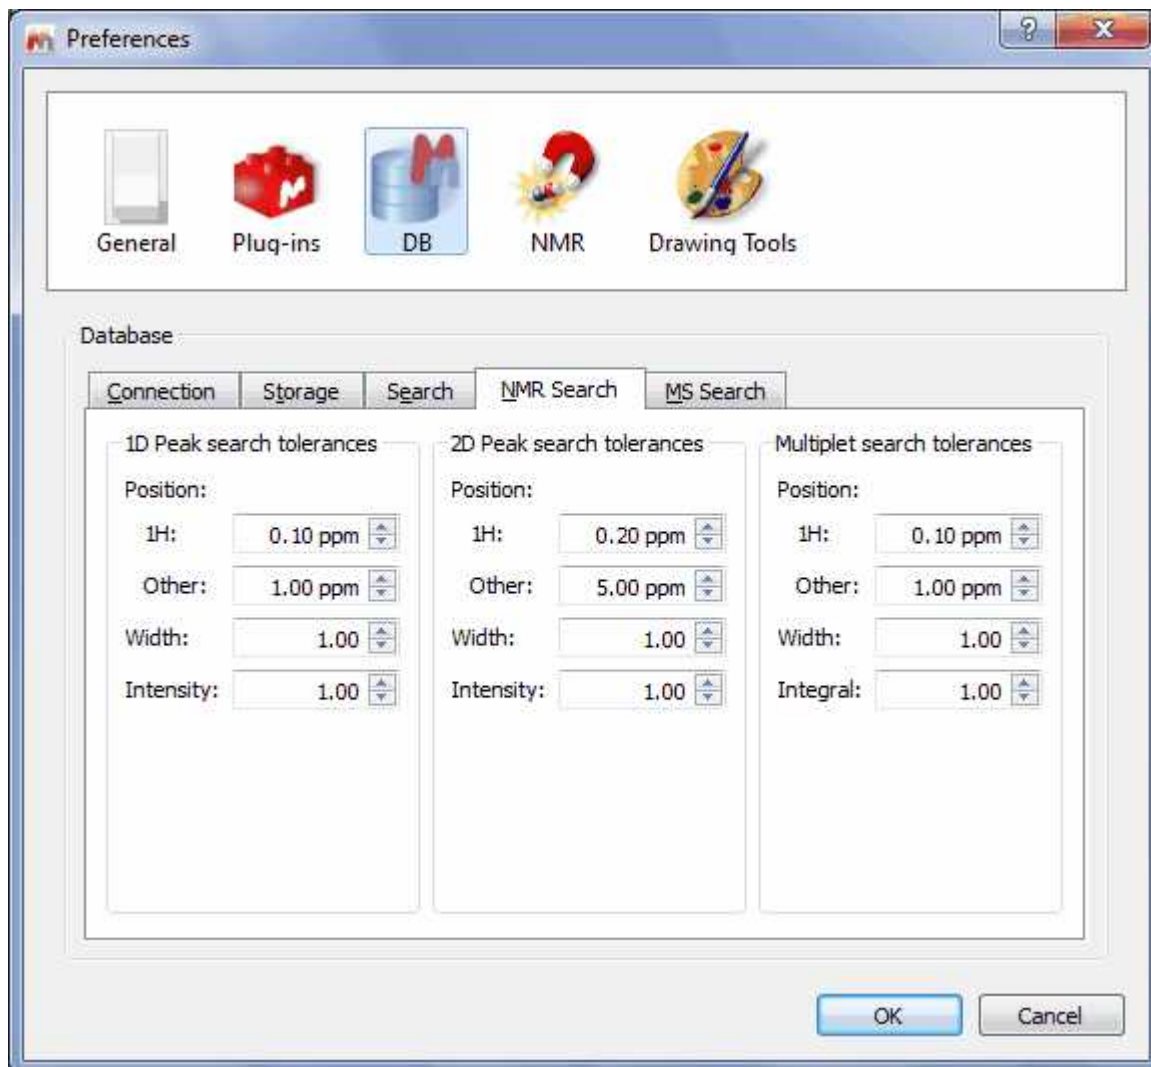 Preferences
General Plug-ins DB NMR Drawing Tools
Database
Connection Storage Search NMR Search MS Search
1D Peak search tolerances 2D Peak search tolerances Multiplet search tolerances
Position: Position: Position:
1H: 0.10 ppm 1H: 0.20 ppm 1H: 0.10 ppm
Other: 1.00 ppm Other: 5.00 ppm Other: 1.00 ppm
Width: 1.00 Width: 1.00 Width: 1.00
Intensity: 1.00 Intensity: 1.00 Integral: 1.00
OK Cancel